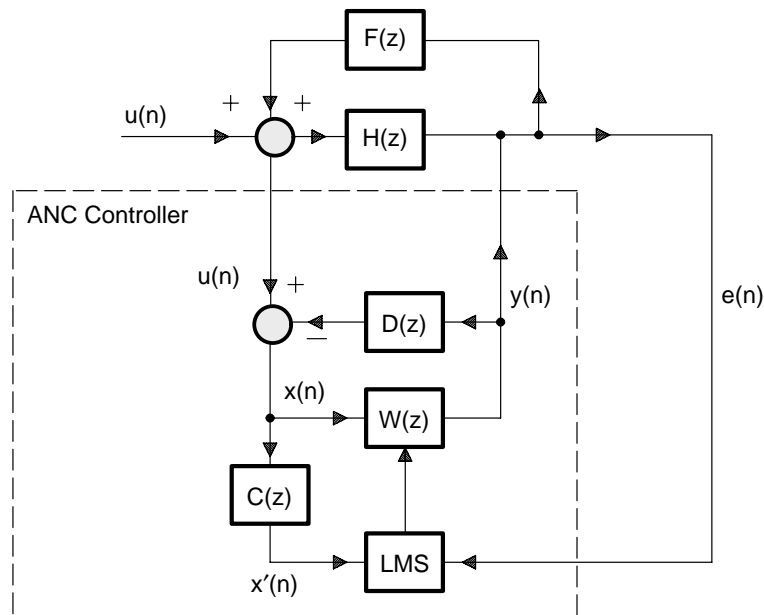 F(z)
+ +
u(n)
H(z)
ANC Controller
u(n)
+
D(z)
y(n)
e(n)
−
x(n)
W(z)
C(z)
LMS
x′(n)